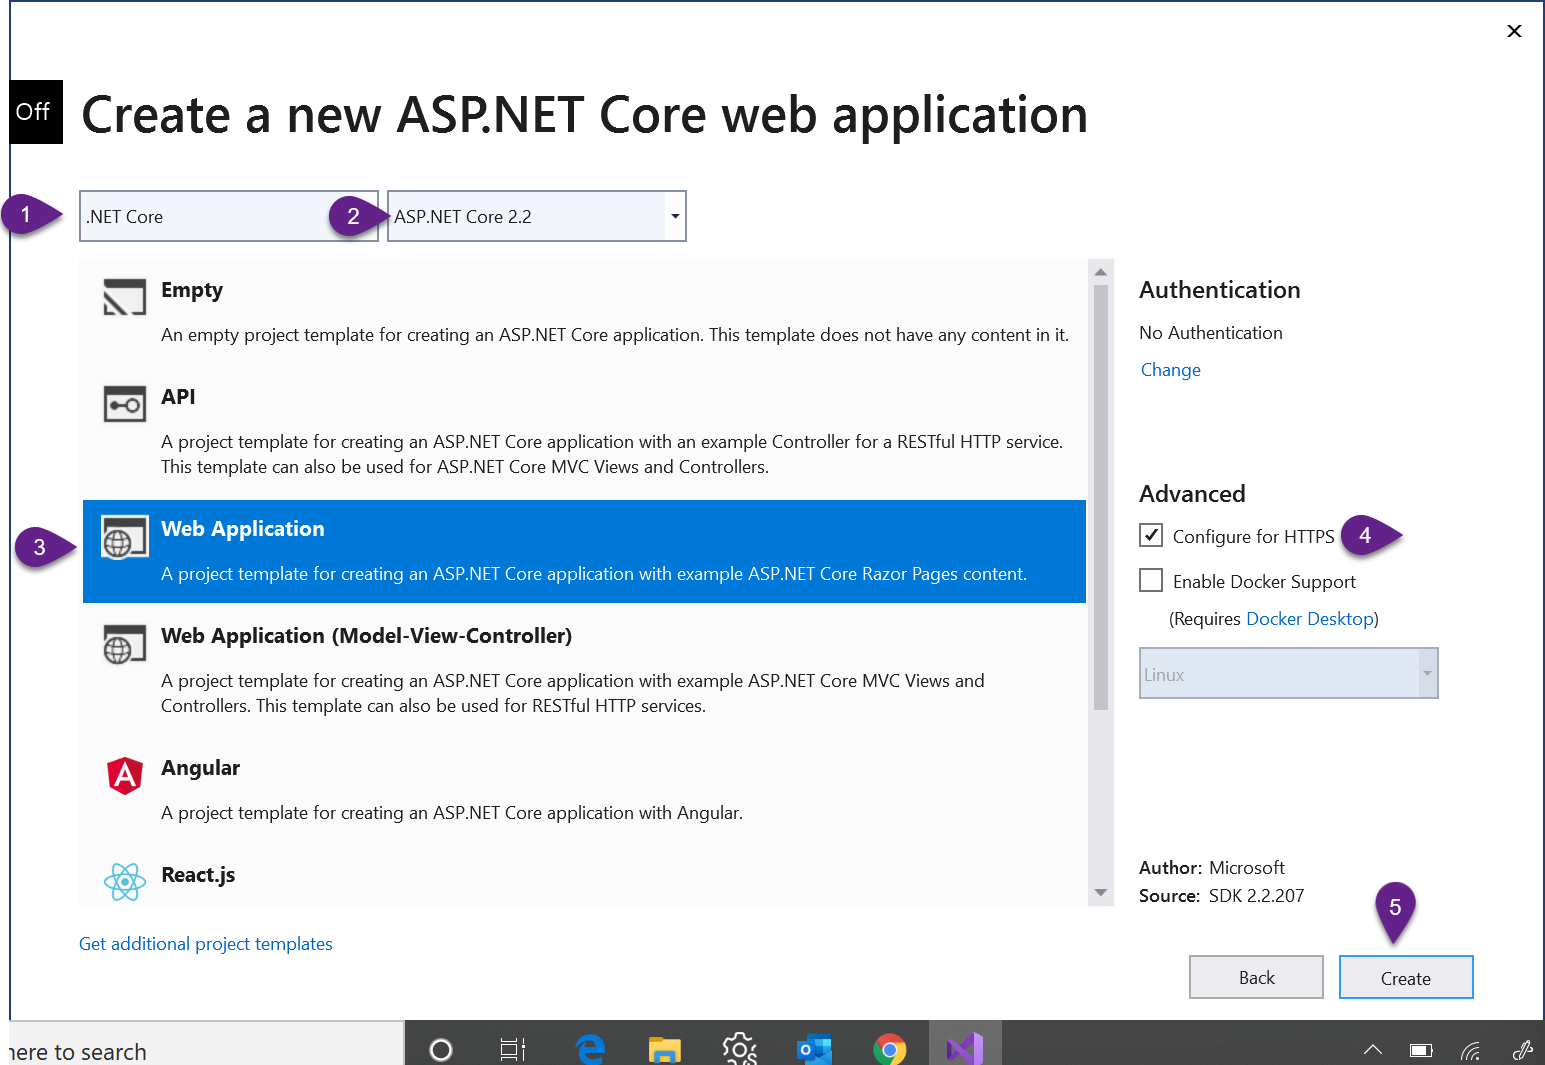 Off
Create a new ASP.NET Core web application
1
.NET Core
2
ASP.NET Core 2.2
Empty
An empty project template for creating an ASP.NET Core application. This template does not have any content in it.
API
A project template for creating an ASP.NET Core application with an example Controller for a RESTful HTTP service.
This template can also be used for ASP.NET Core MVC Views and Controllers.
3
Web Application
A project template for creating an ASP.NET Core application with example ASP.NET Core Razor Pages content.
Web Application (Model-View-Controller)
A project template for creating an ASP.NET Core application with example ASP.NET Core MVC Views and
Controllers. This template can also be used for RESTful HTTP services.
Angular
A project template for creating an ASP.NET Core application with Angular.
React.js
Get additional project templates
Authentication
No Authentication
Change
Advanced
Configure for HTTPS
4
Enable Docker Support
(Requires Docker Desktop)
Linux
Author: Microsoft
Source: SDK 2.2.207
5
Back
Create
here to search